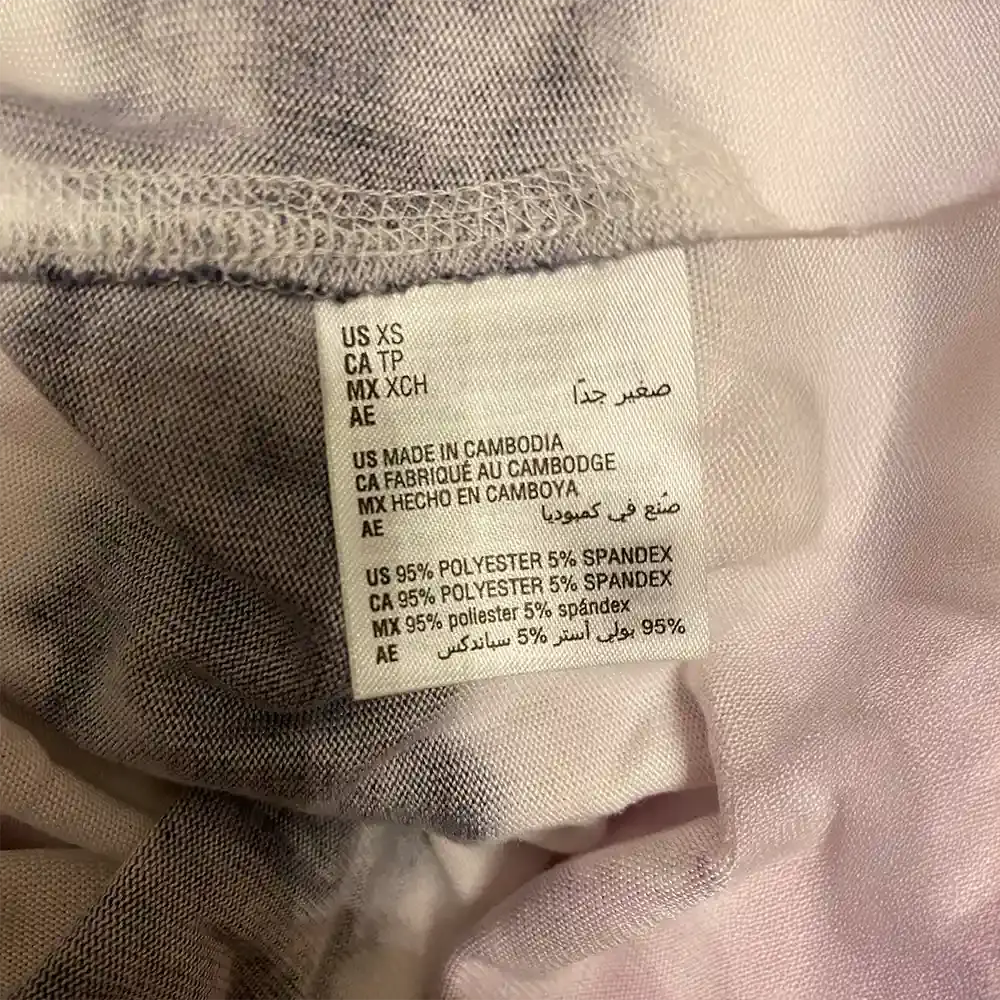 US XS
CA TP
MX XCH
AE صغير جدًا
US MADE IN CAMBODIA
CA FABRIQUÉ AU CAMBODGE
MX HECHO EN CAMBOYA
AE صُنع في كمبوديا
US 95% POLYESTER 5% SPANDEX
CA 95% POLYESTER 5% SPANDEX
MX 95% poliester 5% spándex
AE 95% بولي أستر 5% سباندكس